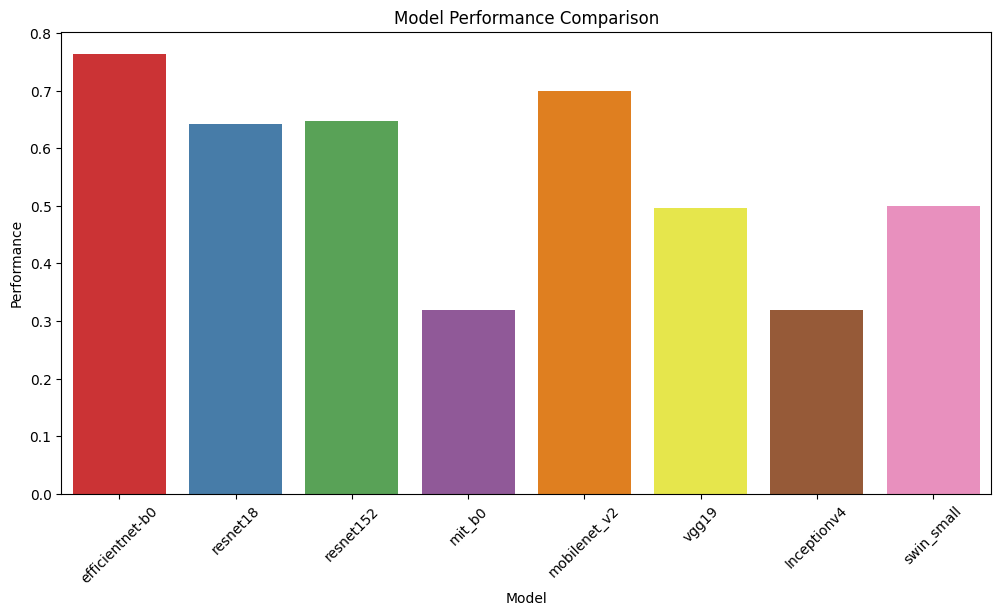 Model Performance Comparison
Performance
0.8
0.7
0.6
0.5
0.4
0.3
0.2
0.1
0.0
efficientnet-b0
resnet18
resnet152
mit_b0
mobilenet_v2
vgg19
Inceptionv4
swin_small
Model